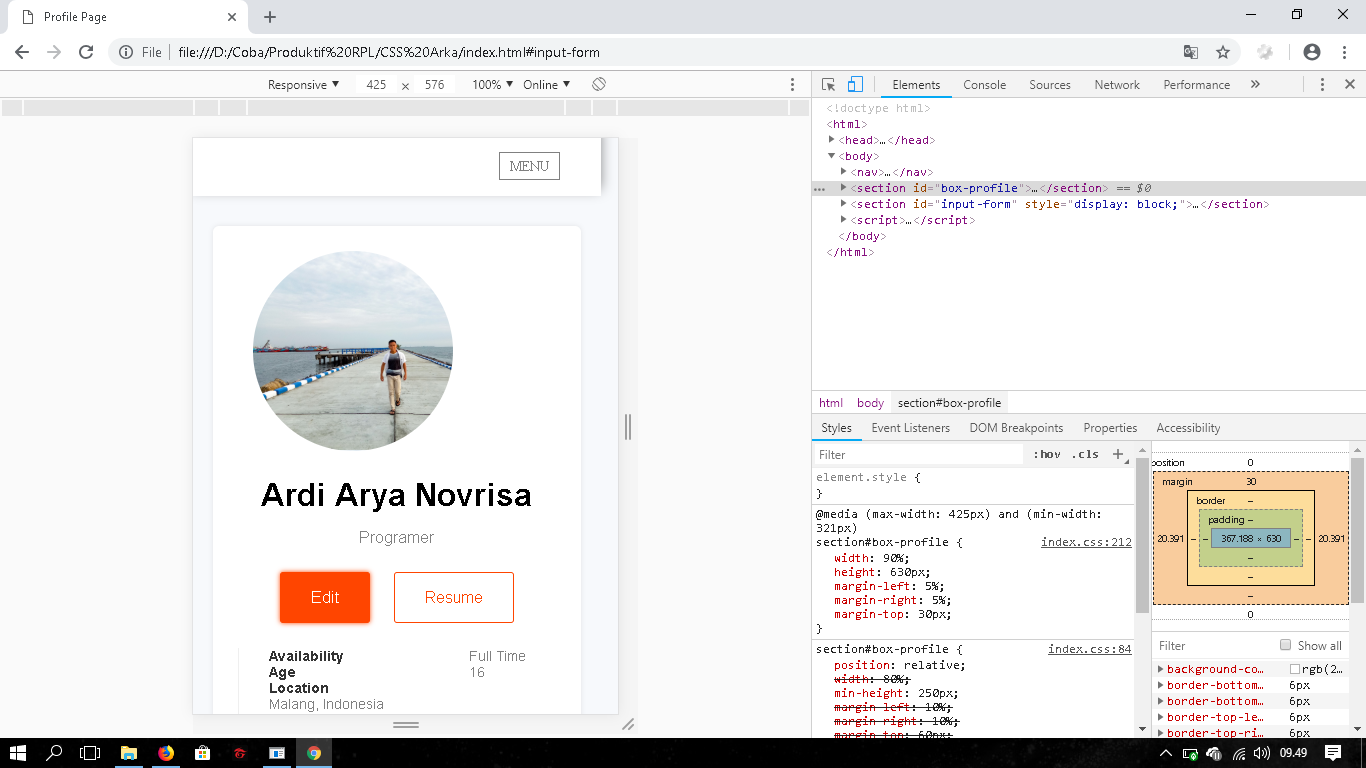 Profile Page
File
file:///D:/Coba/Produktif%20RPL/CSS%20Arka/index.html#input-form
Responsive ▼ 425 × 576 100% ▼ Online ▼
MENU
Ardi Arya Novrisa
Programer
Edit
Resume
Availability Full Time
Age 16
Location
Malang, Indonesia
Elements Console Sources Network Performance »
<!doctype html>
<html>
<head>…</head>
<body>
<nav>…</nav>
<section id="box-profile">…</section> == $0
<section id="input-form" style="display: block;">…</section>
<script>…</script>
</body>
</html>
html body section#box-profile
Styles Event Listeners DOM Breakpoints Properties Accessibility
Filter :hov .cls +
element.style {
}
@media (max-width: 425px) and (min-width:
321px)
section#box-profile { index.css:212
width: 90%;
height: 630px;
margin-left: 5%;
margin-right: 5%;
margin-top: 30px;
}
section#box-profile { index.css:84
position: relative;
width: 80%;
min-height: 250px;
margin-left: 10%;
margin-right: 10%;
margin-top: 60px;
position 0
margin 30
border –
padding –
20.391 – – 367.188 × 630 – – 20.391
–
–
–
0
Filter Show all
background-co… rgb(2…
border-bottom… 6px
border-bottom… 6px
border-top-le… 6px
border-top-ri… 6px
09.49